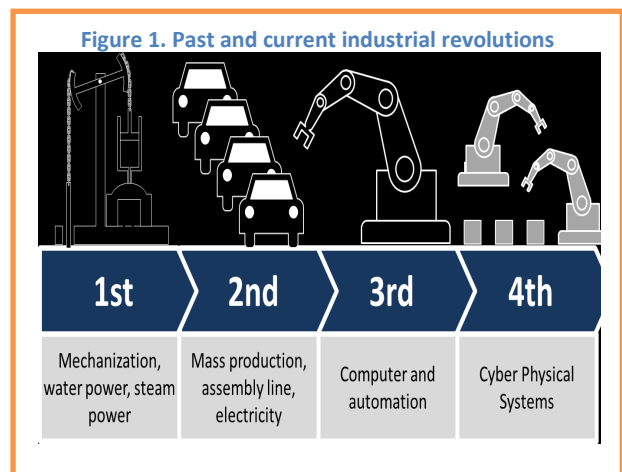 Figure 1. Past and current industrial revolutions
1st
2nd
3rd
4th
Mechanization,
water power, steam
power
Mass production,
assembly line,
electricity
Computer and
automation
Cyber Physical
Systems